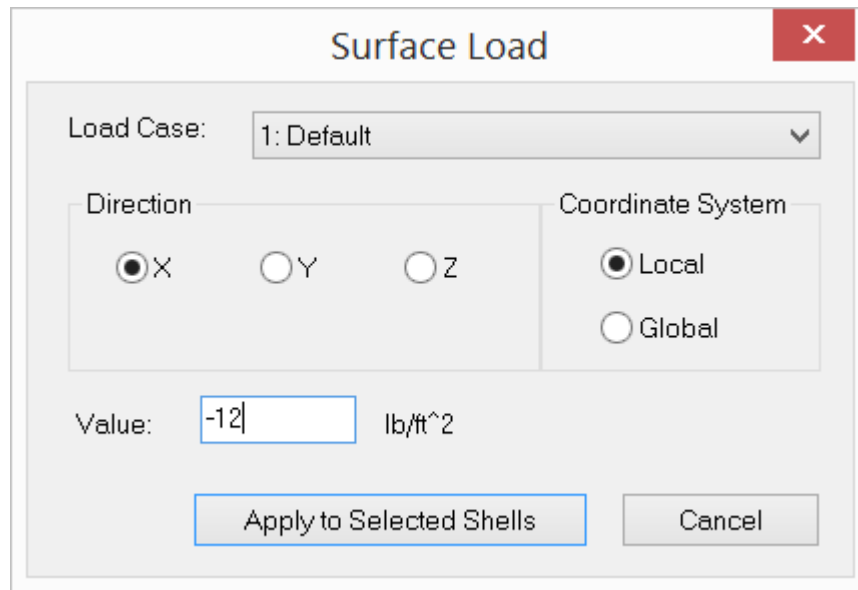 Surface Load
Load Case: 1: Default
Direction Coordinate System
X Y Z Local
Global
Value: -12 lb/ft^2
Apply to Selected Shells Cancel